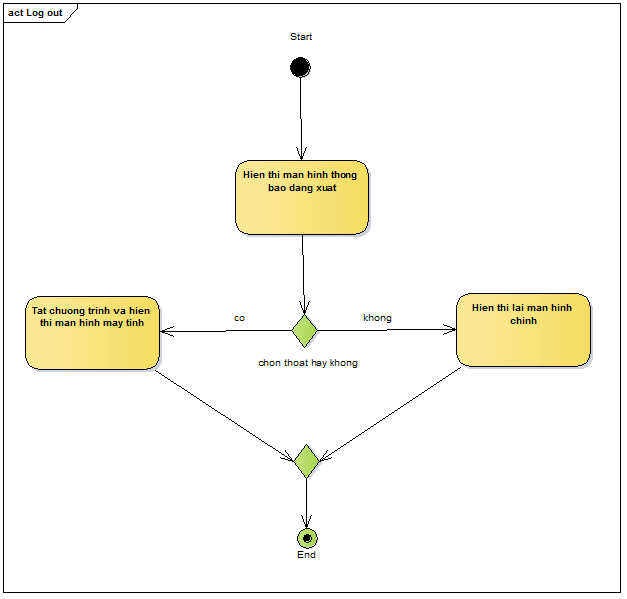 act Log out
Start
Hien thi man hinh thong
bao dang xuat
Tat chuong trinh va hien
thi man hinh may tinh
co
khong
Hien thi lai man hinh
chinh
chon thoat hay khong
End